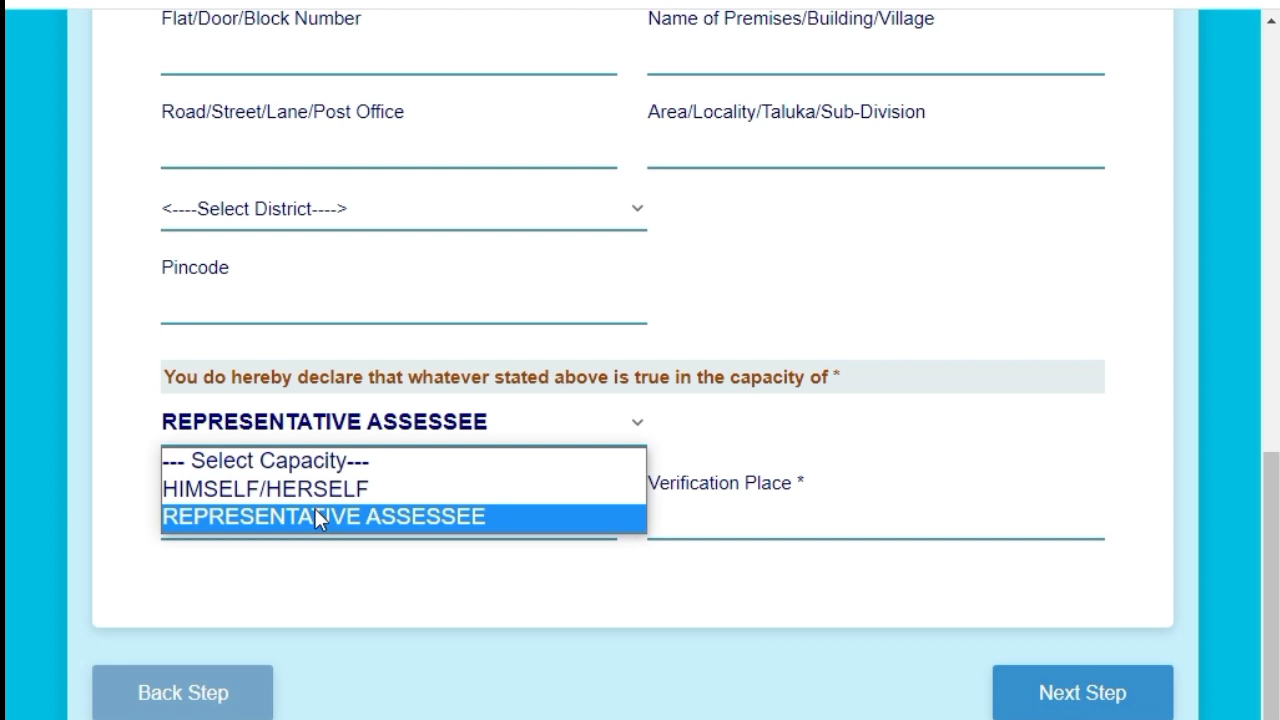 Flat/Door/Block Number
Name of Premises/Building/Village
Road/Street/Lane/Post Office
Area/Locality/Taluka/Sub-Division
<----Select District---->
Pincode
You do hereby declare that whatever stated above is true in the capacity of *
REPRESENTATIVE ASSESSEE
--- Select Capacity---
HIMSELF/HERSELF
REPRESENTATIVE ASSESSEE
Verification Place *
Back Step
Next Step